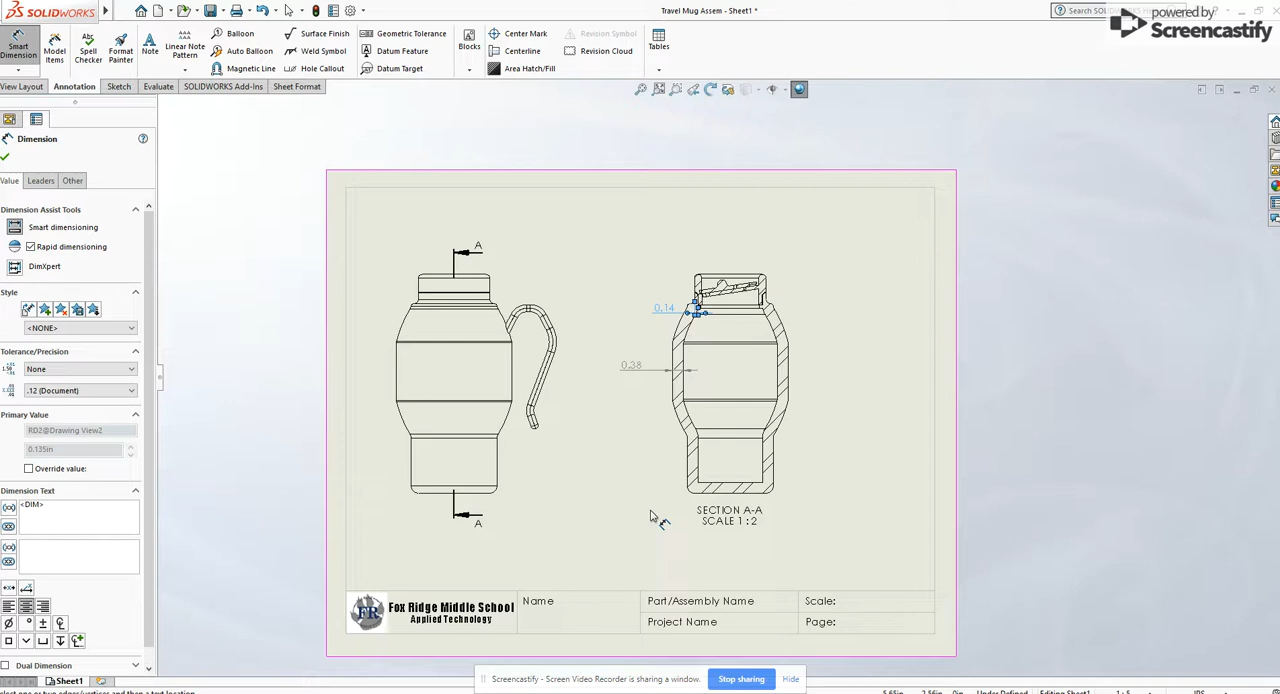 SOLIDWORKS
Travel Mug Assem - Sheet1 *
Search SOLIDWORKS
powered by
Screencastify
Smart Dimension
Model Items
Spell Checker
Format Painter
Note
Linear Note Pattern
Balloon
Auto Balloon
Magnetic Line
Surface Finish
Weld Symbol
Hole Callout
Geometric Tolerance
Datum Feature
Datum Target
Blocks
Center Mark
Centerline
Area Hatch/Fill
Revision Symbol
Revision Cloud
Tables
View Layout
Annotation
Sketch
Evaluate
SOLIDWORKS Add-Ins
Sheet Format
Dimension
Value
Leaders
Other
Dimension Assist Tools
Smart dimensioning
Rapid dimensioning
DimXpert
Style
<NONE>
Tolerance/Precision
None
.12 (Document)
Primary Value
RD2@Drawing View2
0.135in
Override value:
Dimension Text
<DIM>
Dual Dimension
A
A
0.14
0.38
SECTION A-A
SCALE 1 : 2
FR
Fox Ridge Middle School
Applied Technology
Name
Part/Assembly Name
Project Name
Scale:
Page:
Sheet1
Screencastify - Screen Video Recorder is sharing a window.
Stop sharing
Hide